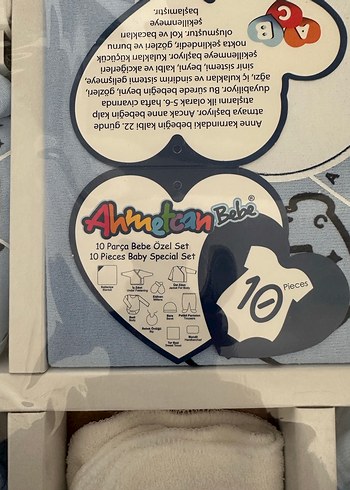 Anne karnındaki bebeğin kalbi 22. günde
atmaya başlıyor. Ancak anne bebeğin kalp
atışlarını ilk olarak 5-6. hafta civarında
duyabiliyor. Bu süreçte bebeğin beyni, gözleri,
ağzı, iç kulakları ve sindirim sistemi gelişmeye,
sinir sistemi, beyni, kalbi ve akciğerleri
şekillenmeye başlıyor. Kulakları küçücük
nokta şeklindedir, gözleri ve burnu
oluşmuştur. Kol ve bacakları
şekillenmeye
başlamıştır.
A
B
C
Ahmetcan Bebe®
10 Parça Bebe Özel Set
10 Pieces Baby Special Set
10 Pieces
A